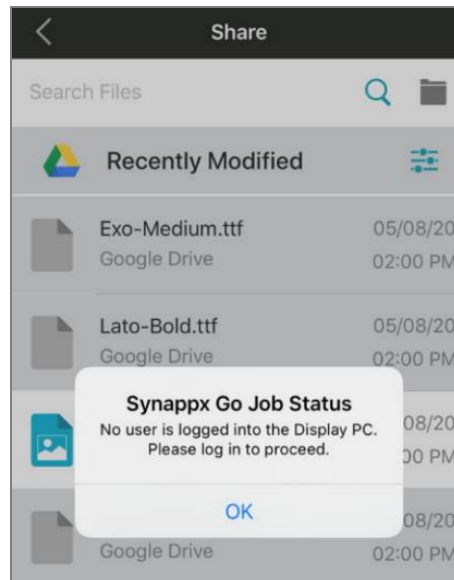 Share
Search Files
Recently Modified
Exo-Medium.ttf 05/08/20
Google Drive 02:00 PM
Lato-Bold.ttf 05/08/20
Google Drive 02:00 PM
Synappx Go Job Status
No user is logged into the Display PC.
Please log in to proceed.
08/20
00 PM
OK
08/20
Google Drive 02:00 PM